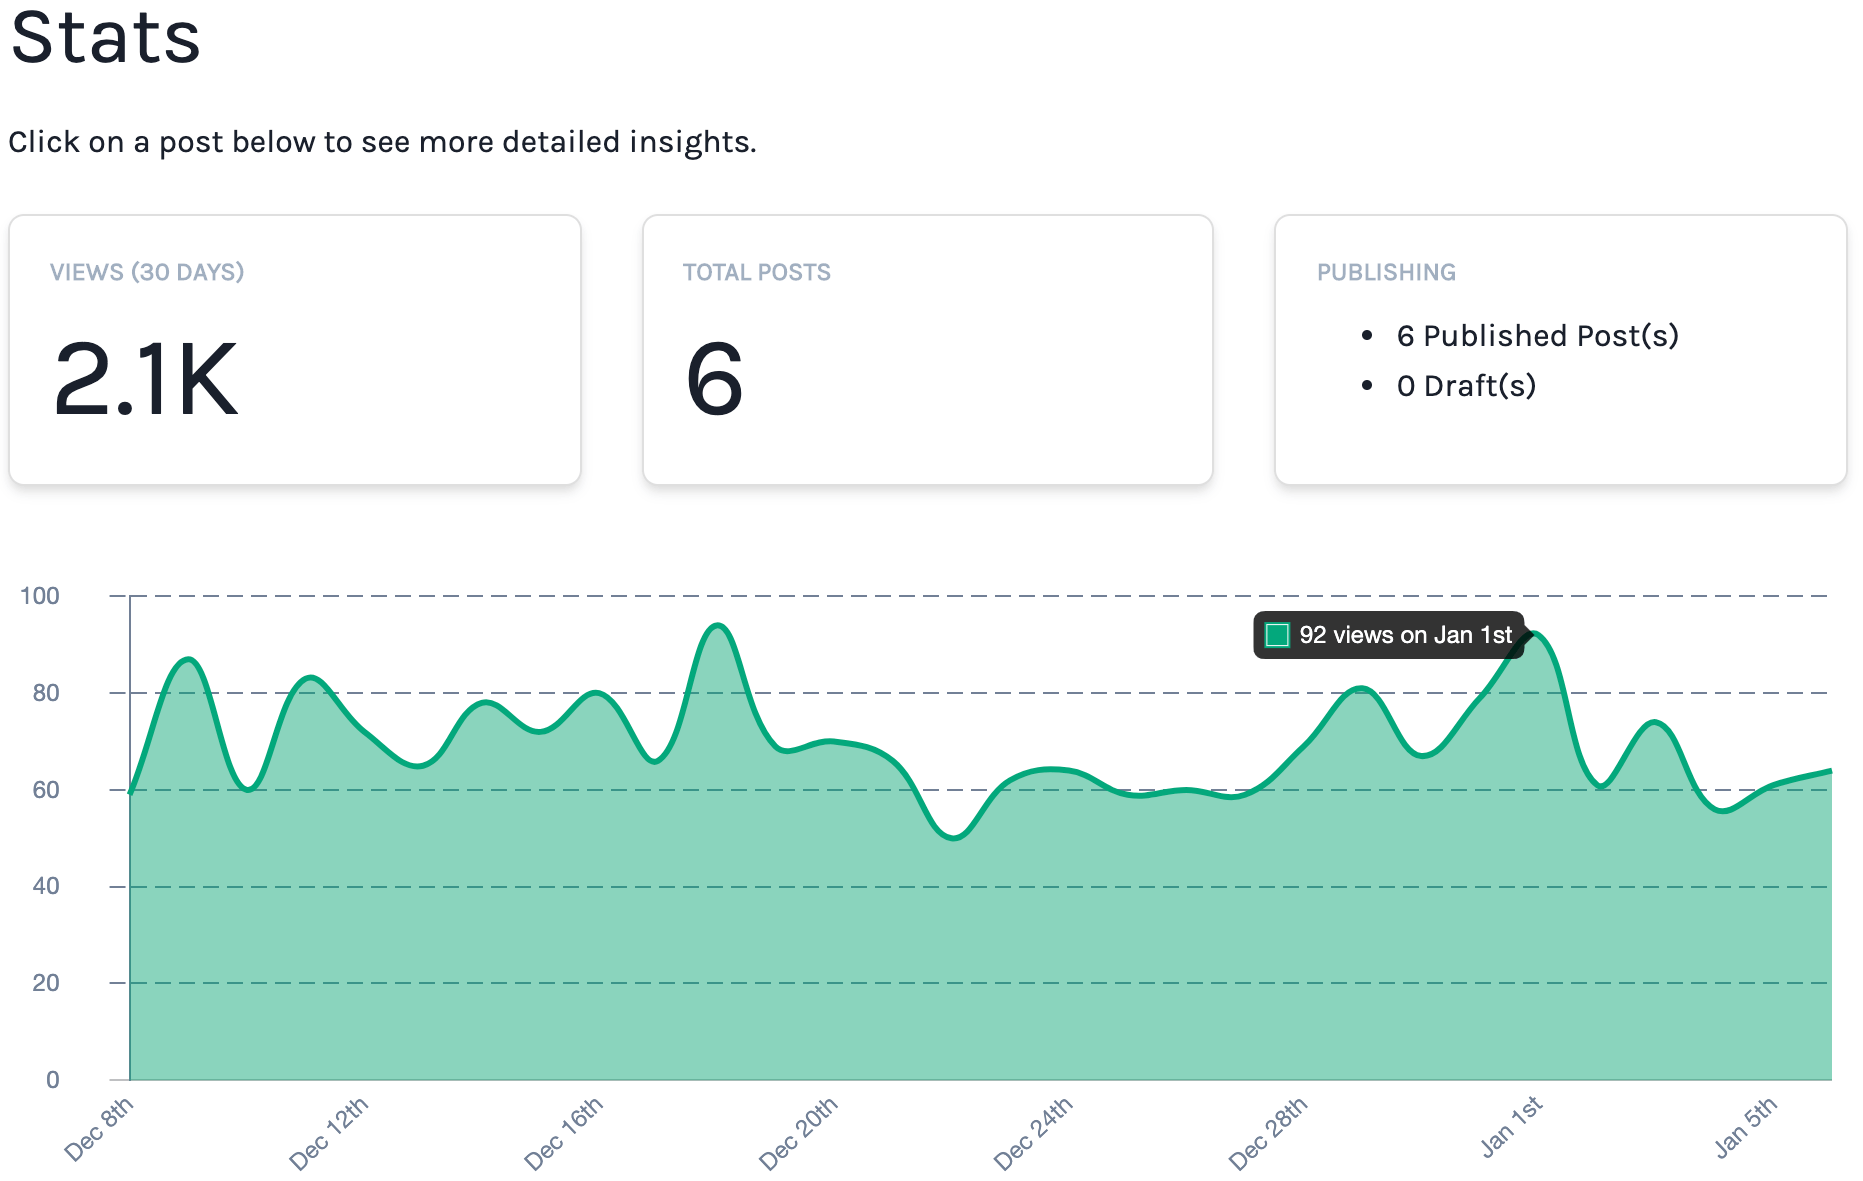 Stats
Click on a post below to see more detailed insights.
VIEWS (30 DAYS)
2.1K
TOTAL POSTS
6
PUBLISHING
• 6 Published Post(s)
• 0 Draft(s)
100
80
60
40
20
0
92 views on Jan 1st
Dec 8th
Dec 12th
Dec 16th
Dec 20th
Dec 24th
Dec 28th
Jan 1st
Jan 5th